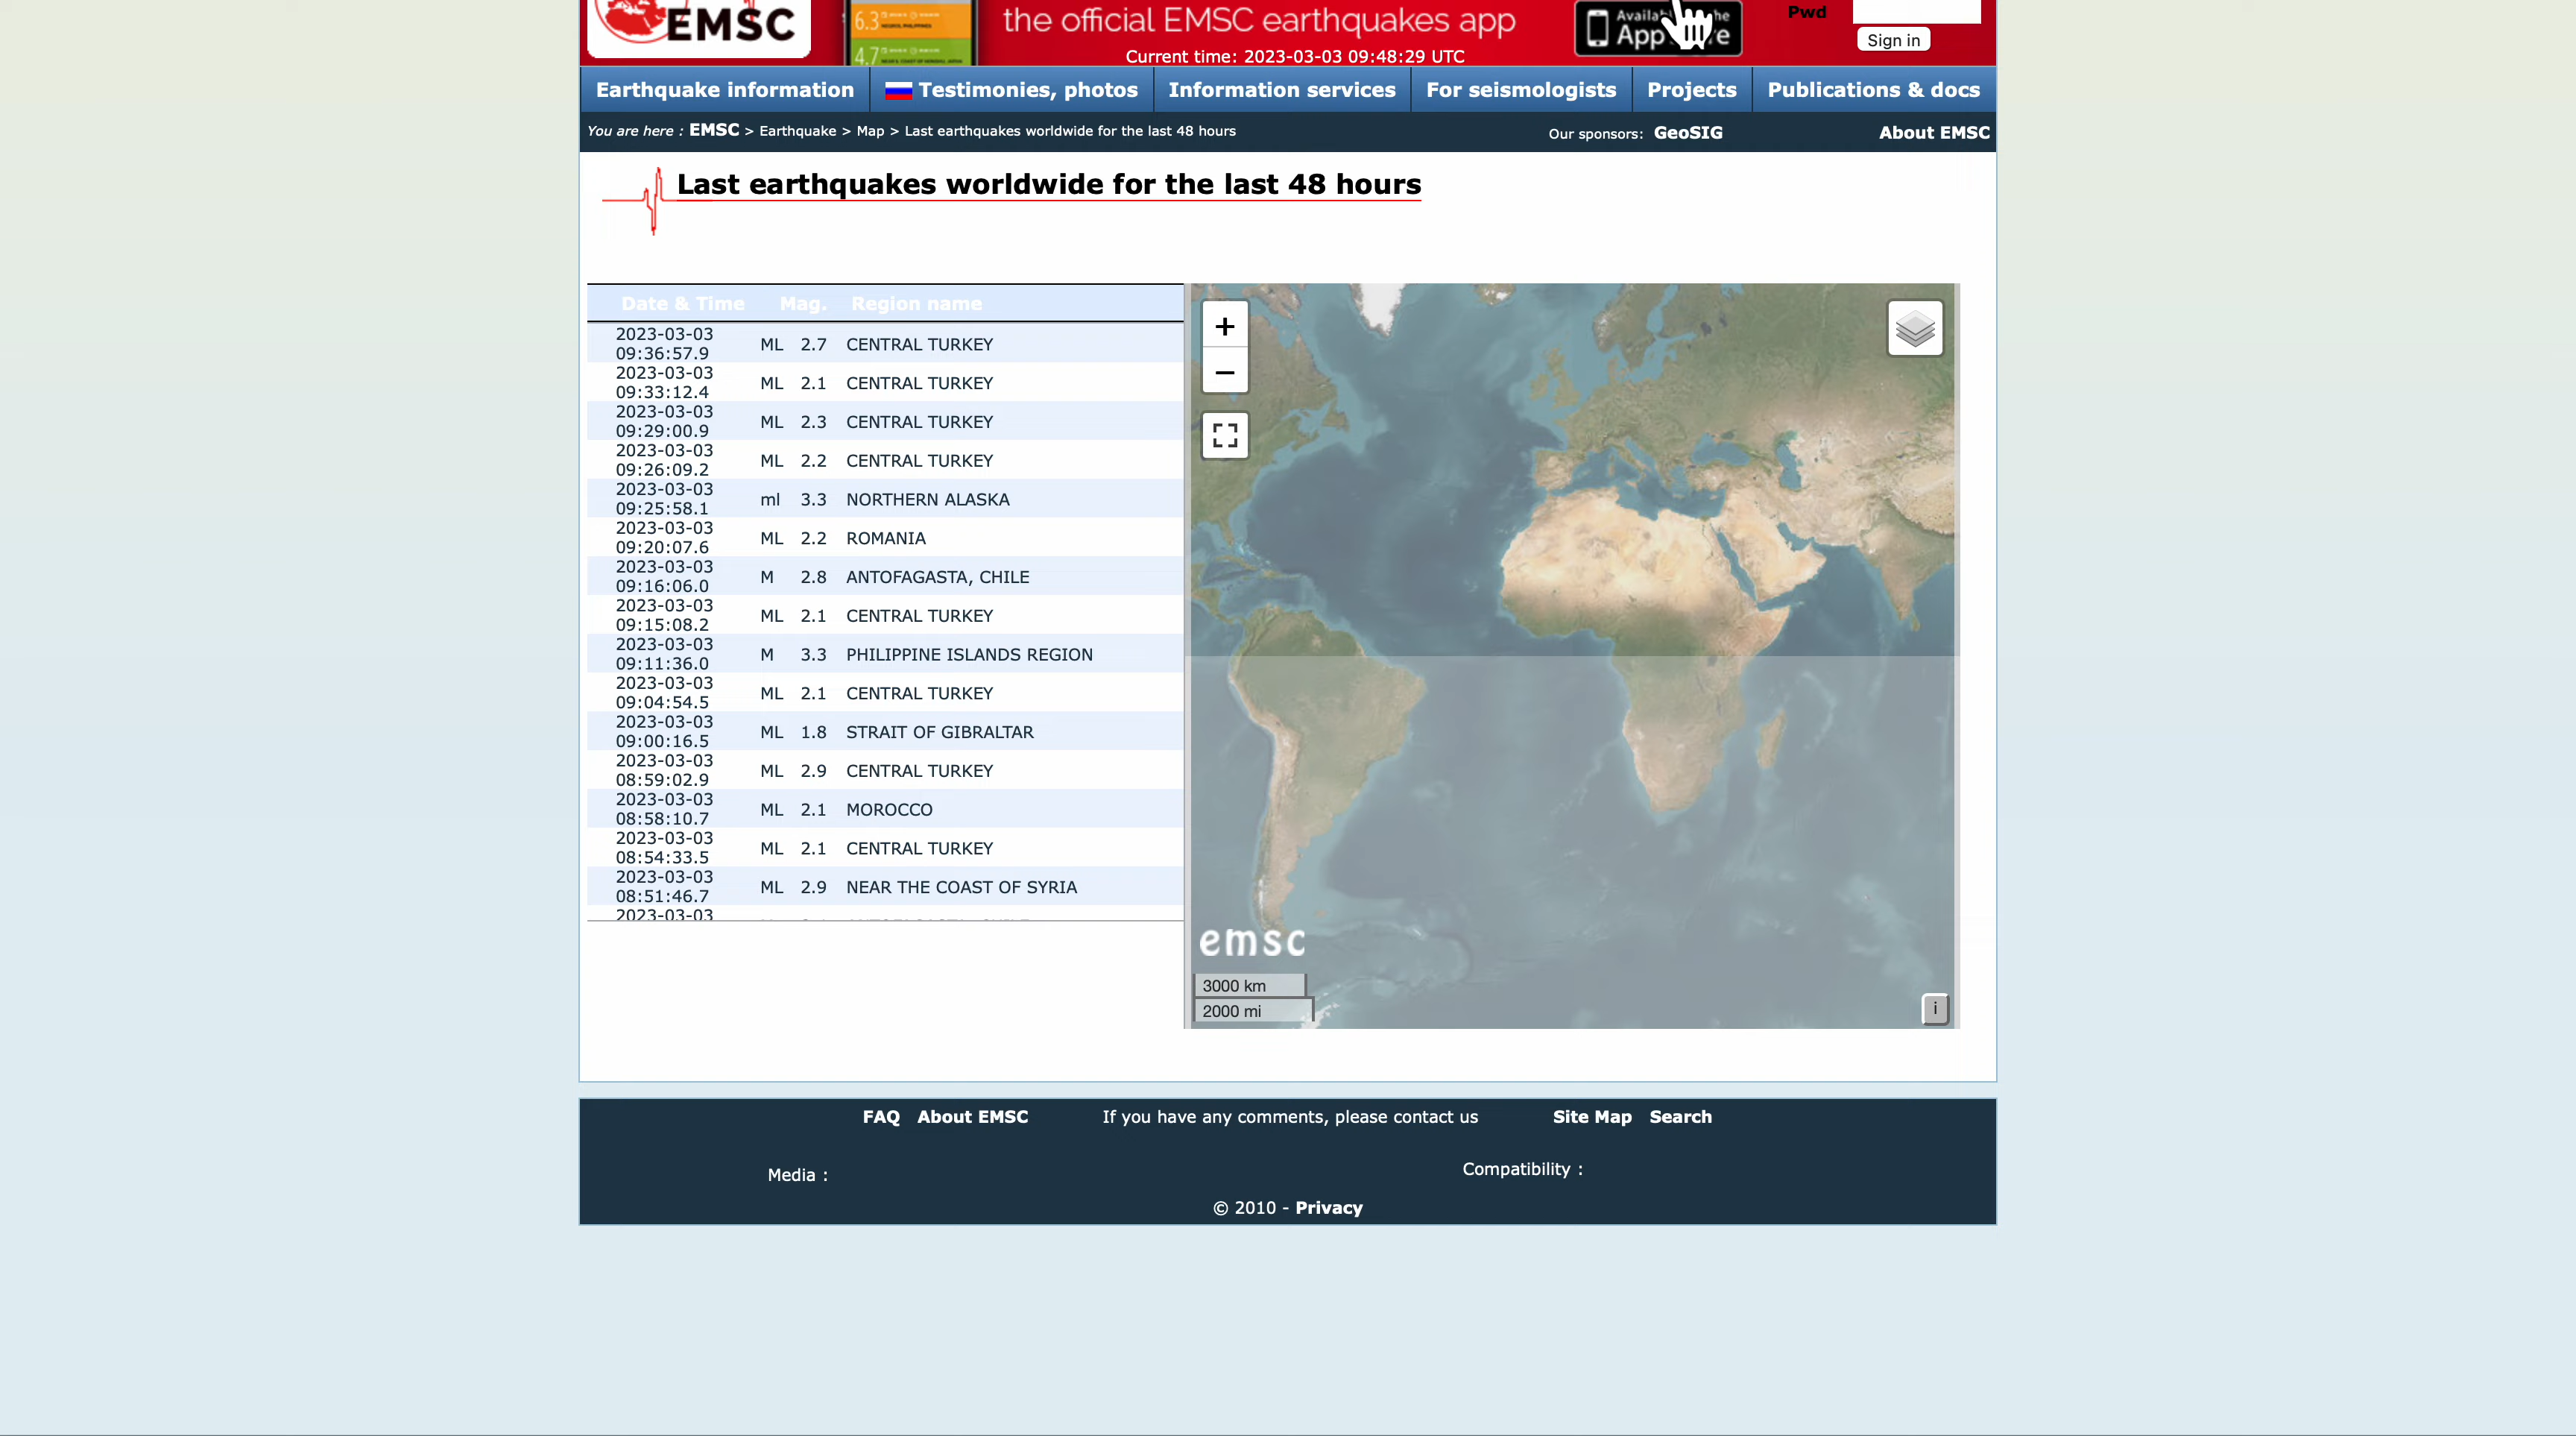 EMSC
6.3
4.7
the official EMSC earthquakes app
Current time: 2023-03-03 09:48:29 UTC
Pwd
Sign in
Earthquake information
Testimonies, photos
Information services
For seismologists
Projects
Publications & docs
You are here : EMSC > Earthquake > Map > Last earthquakes worldwide for the last 48 hours
Our sponsors: GeoSIG
About EMSC
Last earthquakes worldwide for the last 48 hours
Date & Time Mag. Region name
2023-03-03
09:36:57.9
ML 2.7 CENTRAL TURKEY
2023-03-03
09:33:12.4
ML 2.1 CENTRAL TURKEY
2023-03-03
09:29:00.9
ML 2.3 CENTRAL TURKEY
2023-03-03
09:26:09.2
ML 2.2 CENTRAL TURKEY
2023-03-03
09:25:58.1
ml 3.3 NORTHERN ALASKA
2023-03-03
09:20:07.6
ML 2.2 ROMANIA
2023-03-03
09:16:06.0
M 2.8 ANTOFAGASTA, CHILE
2023-03-03
09:15:08.2
ML 2.1 CENTRAL TURKEY
2023-03-03
09:11:36.0
M 3.3 PHILIPPINE ISLANDS REGION
2023-03-03
09:04:54.5
ML 2.1 CENTRAL TURKEY
2023-03-03
09:00:16.5
ML 1.8 STRAIT OF GIBRALTAR
2023-03-03
08:59:02.9
ML 2.9 CENTRAL TURKEY
2023-03-03
08:58:10.7
ML 2.1 MOROCCO
2023-03-03
08:54:33.5
ML 2.1 CENTRAL TURKEY
2023-03-03
08:51:46.7
ML 2.9 NEAR THE COAST OF SYRIA
2023-03-03
+
−
emsc
3000 km
2000 mi
i
FAQ About EMSC
If you have any comments, please contact us
Site Map Search
Media :
Compatibility :
© 2010 - Privacy